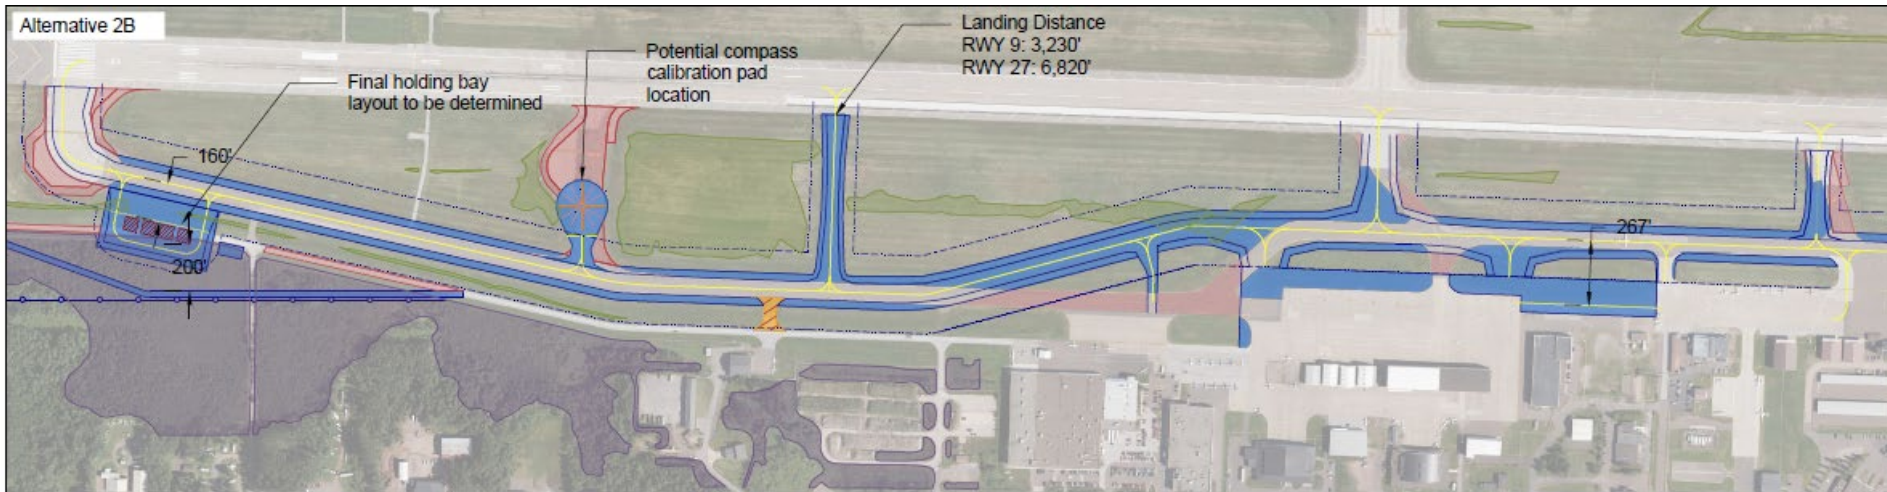 Alternative 2B
Landing Distance
RWY 9: 3,230'
RWY 27: 6,820'
Potential compass
calibration pad
location
Final holding bay
layout to be determined
160'
200'
267'